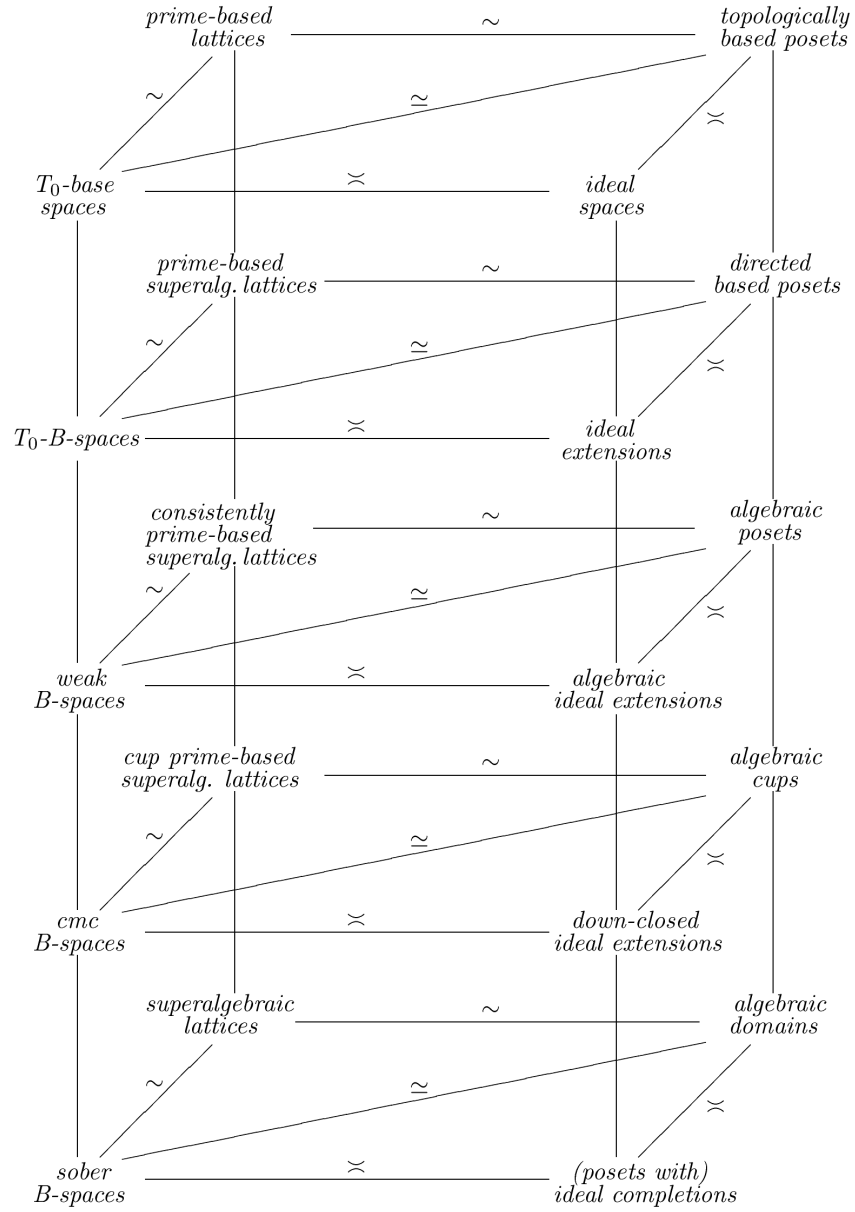 prime-based
lattices
∼
topologically
based posets
∼
≃
≍
T₀-base
spaces
≍
ideal
spaces
prime-based
superalg. lattices
∼
directed
based posets
∼
≃
≍
T₀-B-spaces
≍
ideal
extensions
consistently
prime-based
superalg. lattices
∼
algebraic
posets
∼
≃
≍
weak
B-spaces
≍
algebraic
ideal extensions
cup prime-based
superalg. lattices
∼
algebraic
cups
∼
≃
≍
cmc
B-spaces
≍
down-closed
ideal extensions
superalgebraic
lattices
∼
algebraic
domains
∼
≃
≍
sober
B-spaces
≍
(posets with)
ideal completions